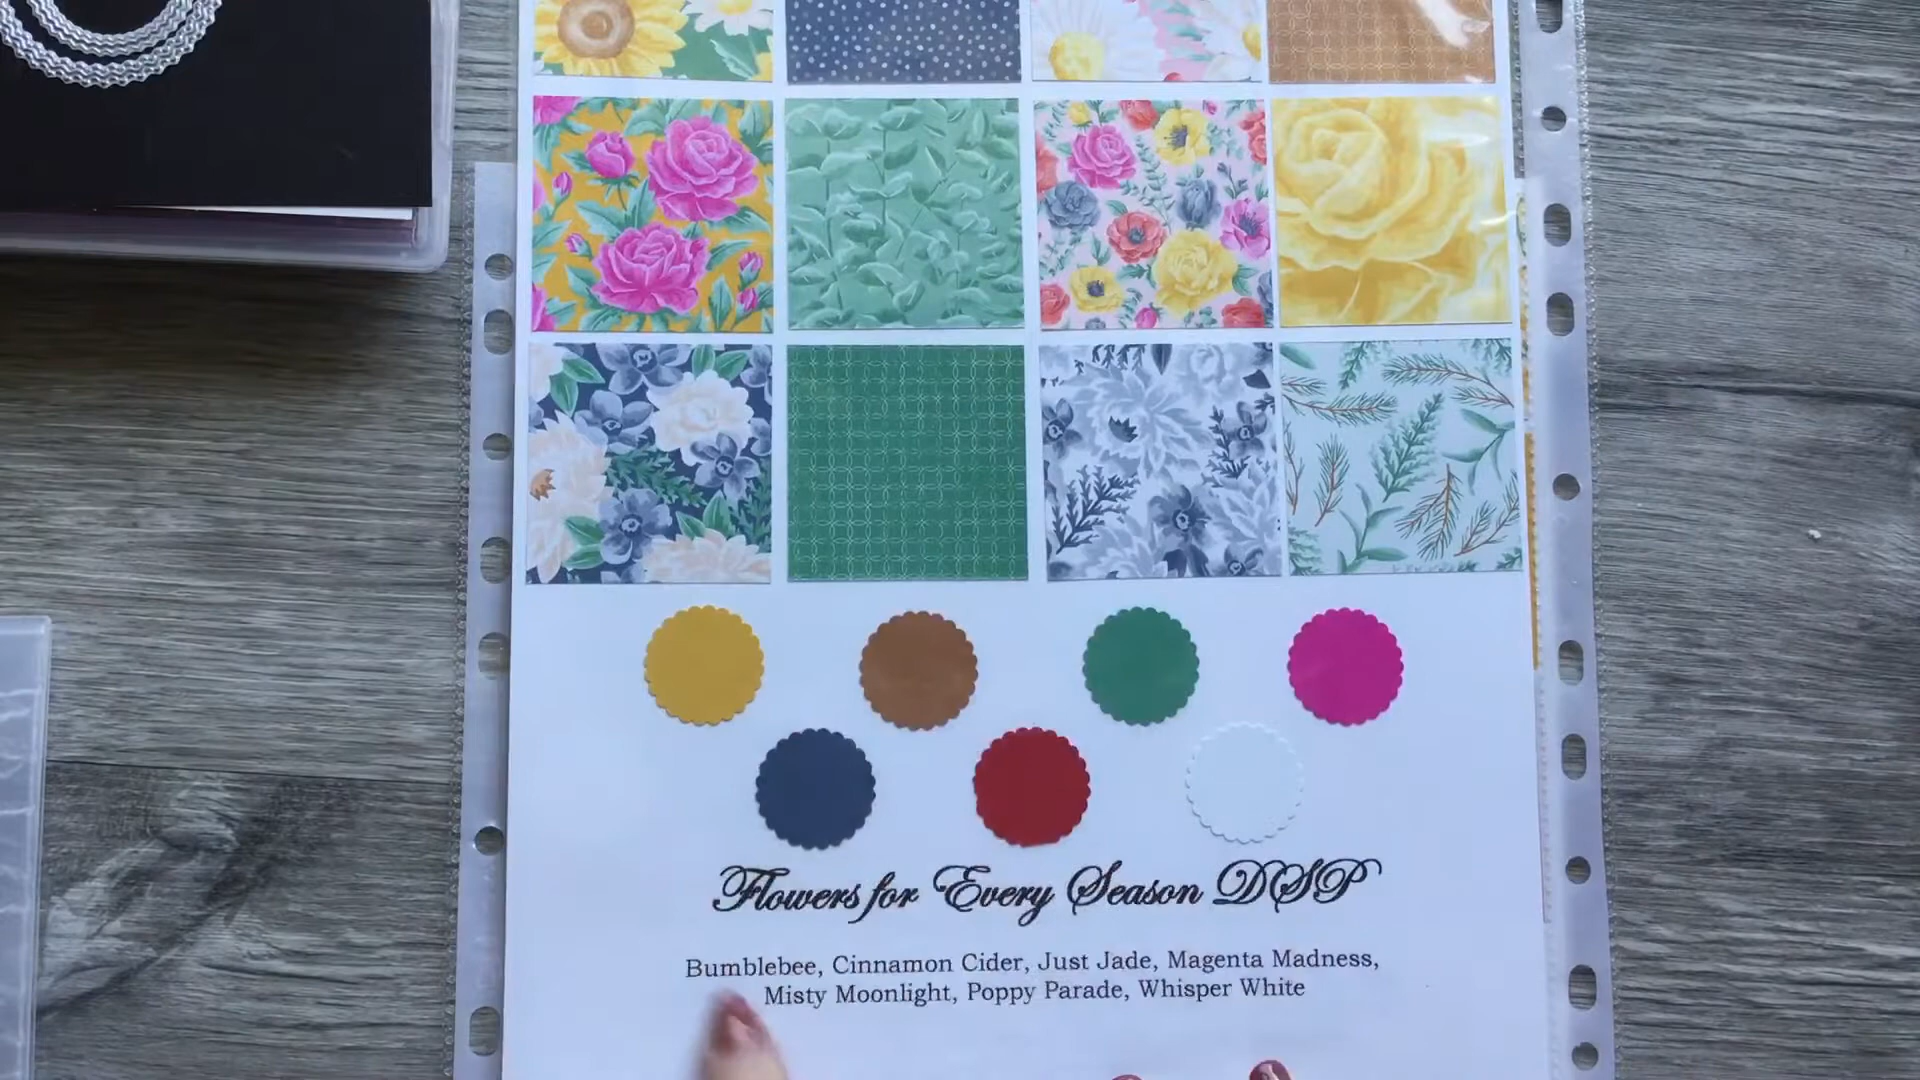 Flowers for Every Season DSP
Bumblebee, Cinnamon Cider, Just Jade, Magenta Madness,
Misty Moonlight, Poppy Parade, Whisper White